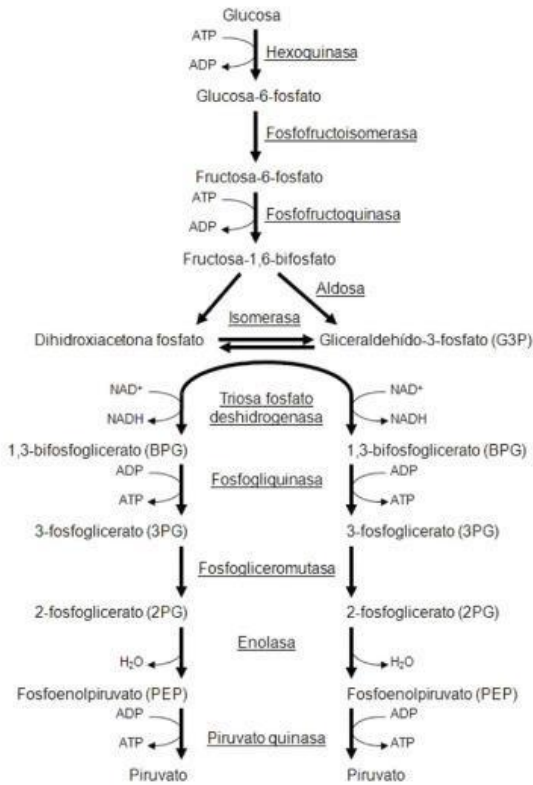 Glucosa
ATP
Hexoquinasa
ADP
Glucosa-6-fosfato
Fosfofructoisomerasa
Fructosa-6-fosfato
ATP
Fosfofructoquinasa
ADP
Fructosa-1,6-bifosfato
Aldosa
Isomerasa
Dihidroxiacetona fosfato
Gliceraldehído-3-fosfato (G3P)
NAD⁺
NADH
Triosa fosfato
deshidrogenasa
NAD⁺
NADH
1,3-bifosfoglicerato (BPG)
1,3-bifosfoglicerato (BPG)
ADP
ATP
Fosfogliquinasa
ADP
ATP
3-fosfoglicerato (3PG)
3-fosfoglicerato (3PG)
Fosfogliceromutasa
2-fosfoglicerato (2PG)
2-fosfoglicerato (2PG)
H₂O
Enolasa
H₂O
Fosfoenolpiruvato (PEP)
Fosfoenolpiruvato (PEP)
ADP
ATP
Piruvato quinasa
ADP
ATP
Piruvato
Piruvato